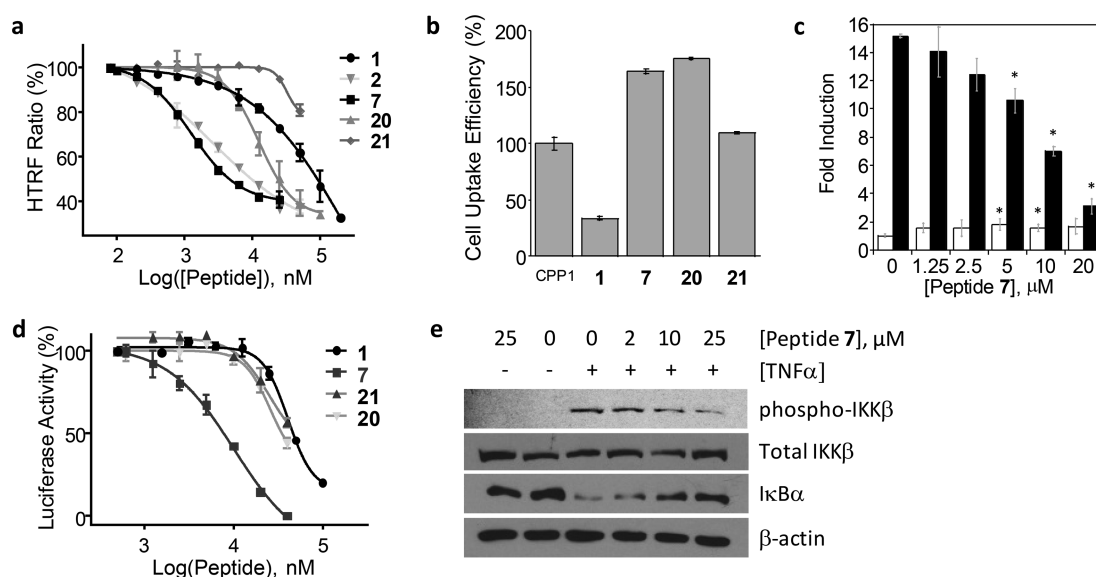 a
HTRF Ratio (%)
100
80
60
40
2 3 4 5
Log([Peptide]), nM
1
2
7
20
21
b
Cell Uptake Efficiency (%)
200
150
100
50
0
CPP1 1 7 20 21
c
Fold Induction
16
14
12
10
8
6
4
2
0
* * * * *
0 1.25 2.5 5 10 20
[Peptide 7], μM
d
Luciferase Activity (%)
100
50
0
3 4 5
Log(Peptide), nM
1
7
21
20
e
25 0 0 2 10 25 [Peptide 7], μM
- - + + + + [TNFα]
phospho-IKKβ
Total IKKβ
IκBα
β-actin